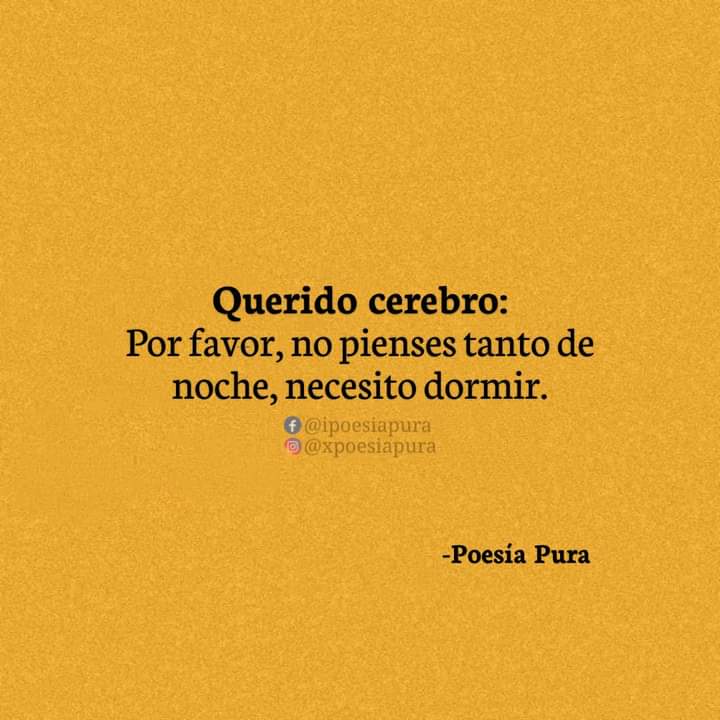 Querido cerebro:
Por favor, no pienses tanto de
noche, necesito dormir.
@ipoesiapura
@xpoesiapura
-Poesía Pura